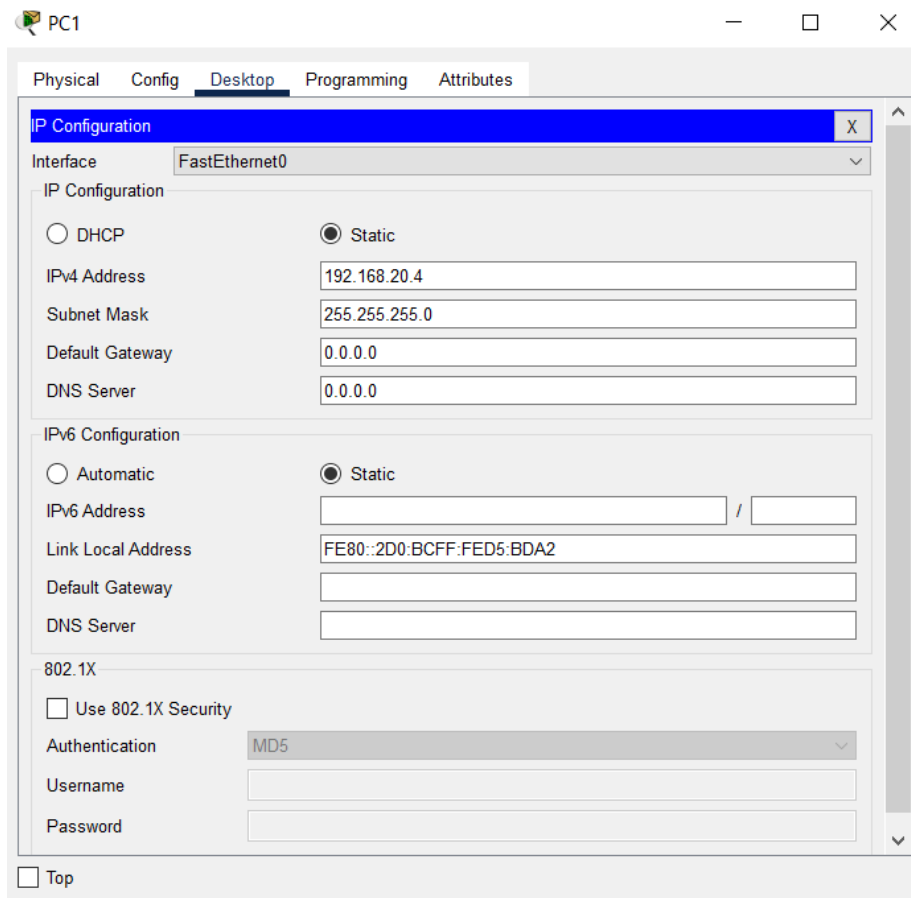 PC1
Physical Config Desktop Programming Attributes
IP Configuration X
Interface FastEthernet0
IP Configuration
DHCP Static
IPv4 Address 192.168.20.4
Subnet Mask 255.255.255.0
Default Gateway 0.0.0.0
DNS Server 0.0.0.0
IPv6 Configuration
Automatic Static
IPv6 Address /
Link Local Address FE80::2D0:BCFF:FED5:BDA2
Default Gateway
DNS Server
802.1X
Use 802.1X Security
Authentication MD5
Username
Password
Top